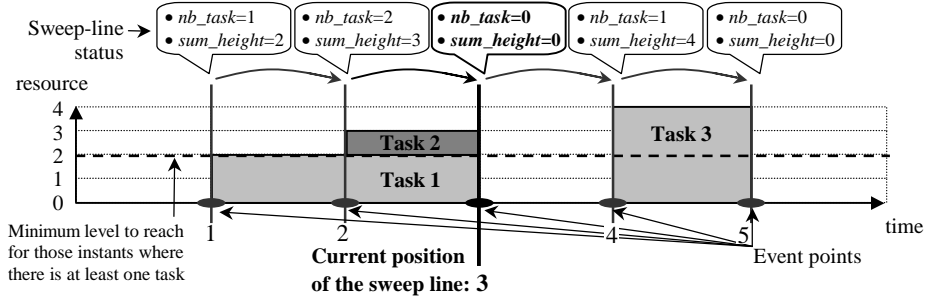 Sweep-line
status
• nb_task=1
• sum_height=2
• nb_task=2
• sum_height=3
• nb_task=0
• sum_height=0
• nb_task=1
• sum_height=4
• nb_task=0
• sum_height=0
resource
4
3
2
1
0
Task 1
Task 2
Task 3
1
2
4
5
time
Minimum level to reach
for those instants where
there is at least one task
Current position
of the sweep line: 3
Event points